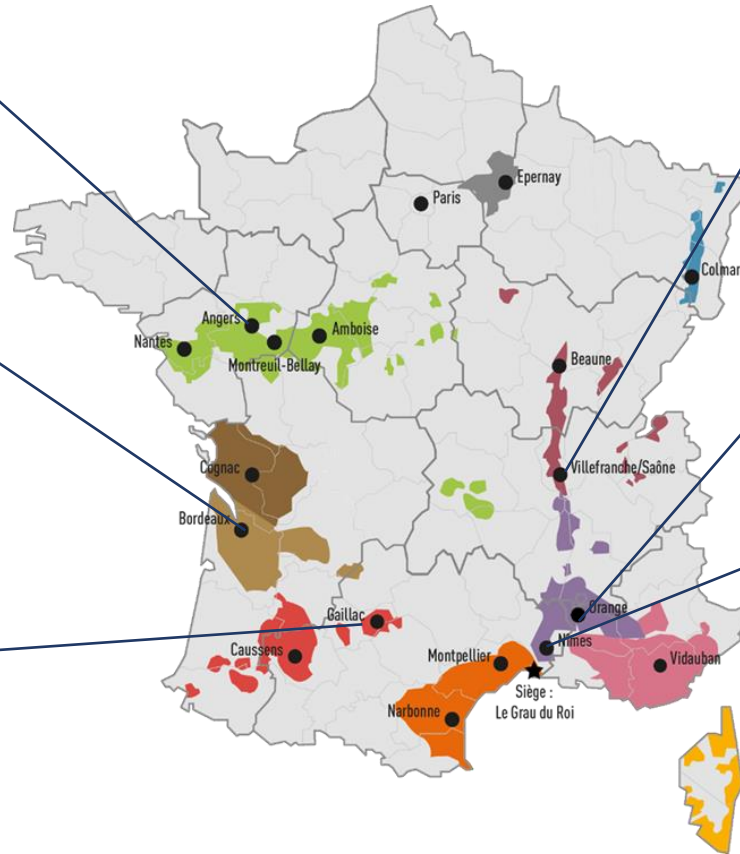 Epernay
Paris
Colmar
Angers
Amboise
Nantes
Montreuil-Bellay
Beaune
Cognac
Villefranche/Saône
Bordeaux
Gaillac
Orange
Caussens
Nîmes
Montpellier
Vidauban
Siège :
Le Grau du Roi
Narbonne